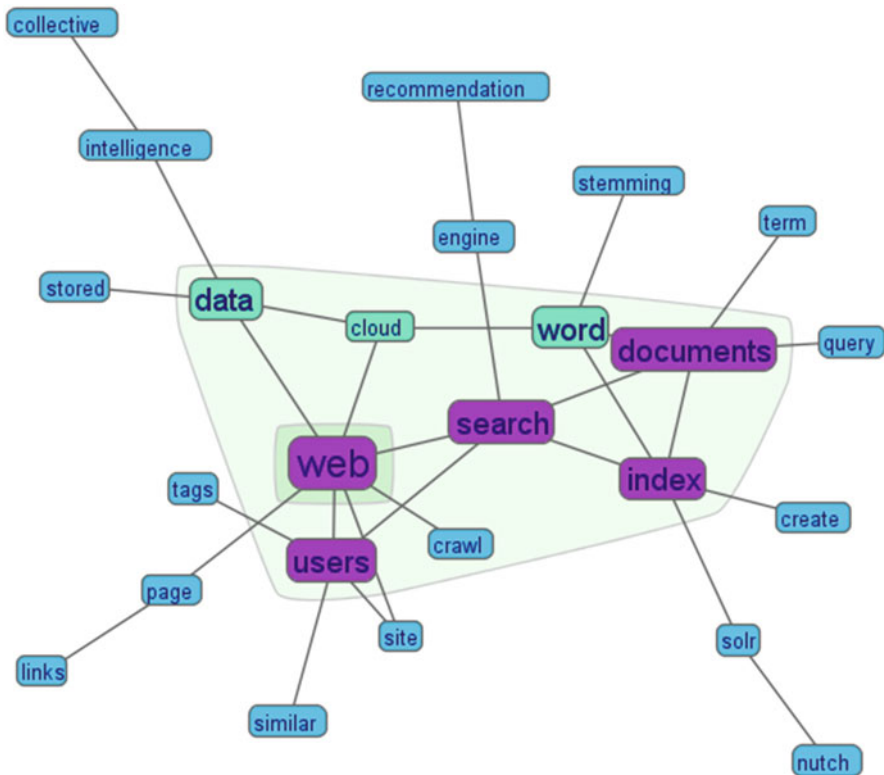 collective
recommendation
intelligence
stemming
term
engine
stored
data
cloud
word
documents
query
search
web
index
tags
crawl
create
users
page
site
solr
links
similar
nutch